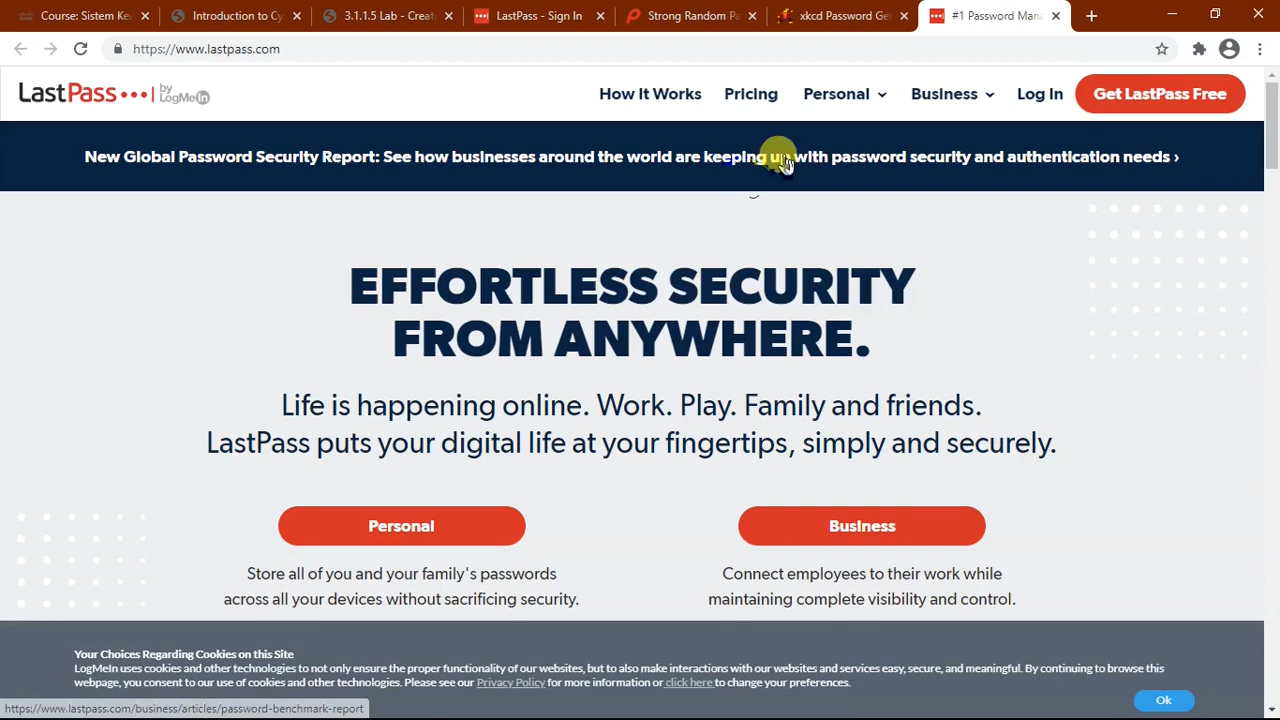 Course: Sistem Kea
Introduction to Cy
3.1.1.5 Lab - Creat
LastPass - Sign In
Strong Random Pa
xkcd Password Ge
#1 Password Mana
https://www.lastpass.com
LastPass by LogMeIn
How It Works
Pricing
Personal
Business
Log In
Get LastPass Free
New Global Password Security Report: See how businesses around the world are keeping up with password security and authentication needs ›
EFFORTLESS SECURITY
FROM ANYWHERE.
Life is happening online. Work. Play. Family and friends.
LastPass puts your digital life at your fingertips, simply and securely.
Personal
Store all of you and your family's passwords
across all your devices without sacrificing security.
Business
Connect employees to their work while
maintaining complete visibility and control.
Your Choices Regarding Cookies on this Site
LogMeIn uses cookies and other technologies to not only ensure the proper functionality of our websites, but to also make interactions with our websites and services easy, secure, and meaningful. By continuing to browse this
webpage, you consent to our use of cookies and other technologies. Please see our Privacy Policy for more information or click here to change your preferences.
Ok
https://www.lastpass.com/business/articles/password-benchmark-report